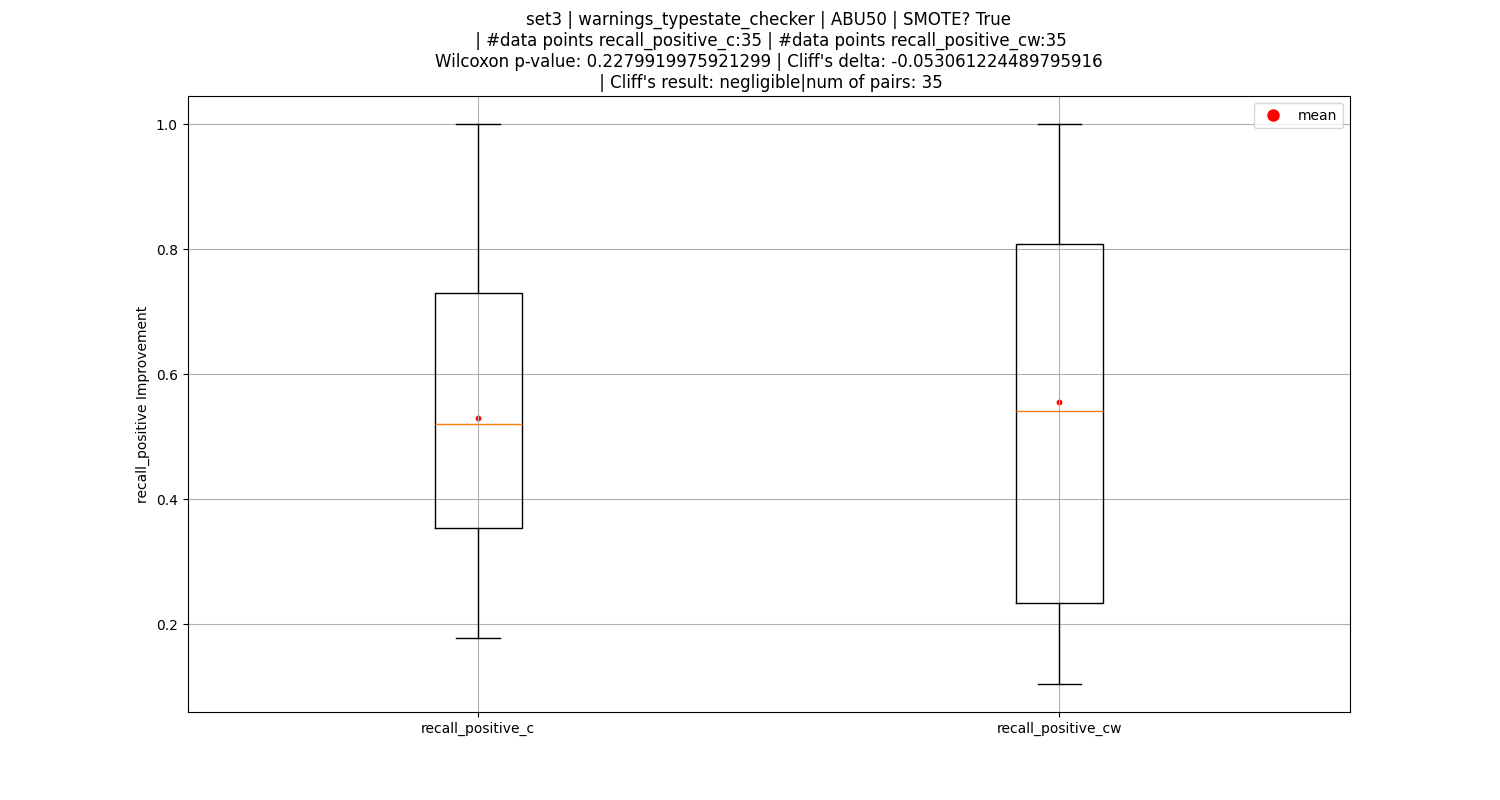 set3 | warnings_typestate_checker | ABU50 | SMOTE? True
| #data points recall_positive_c:35 | #data points recall_positive_cw:35
Wilcoxon p-value: 0.2279919975921299 | Cliff's delta: -0.053061224489795916
| Cliff's result: negligible|num of pairs: 35
mean
1.0
0.8
0.6
0.4
0.2
recall_positive Improvement
recall_positive_c
recall_positive_cw